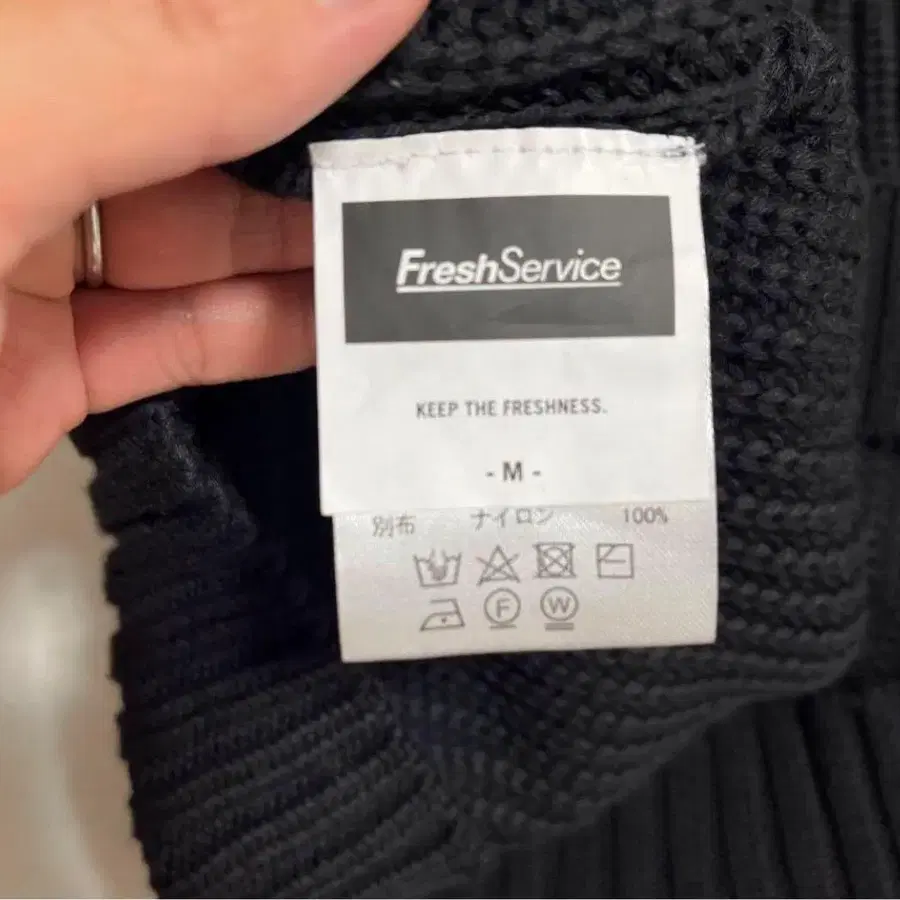 FreshService
KEEP THE FRESHNESS.
- M -
別布 ナイロン 100%
F W